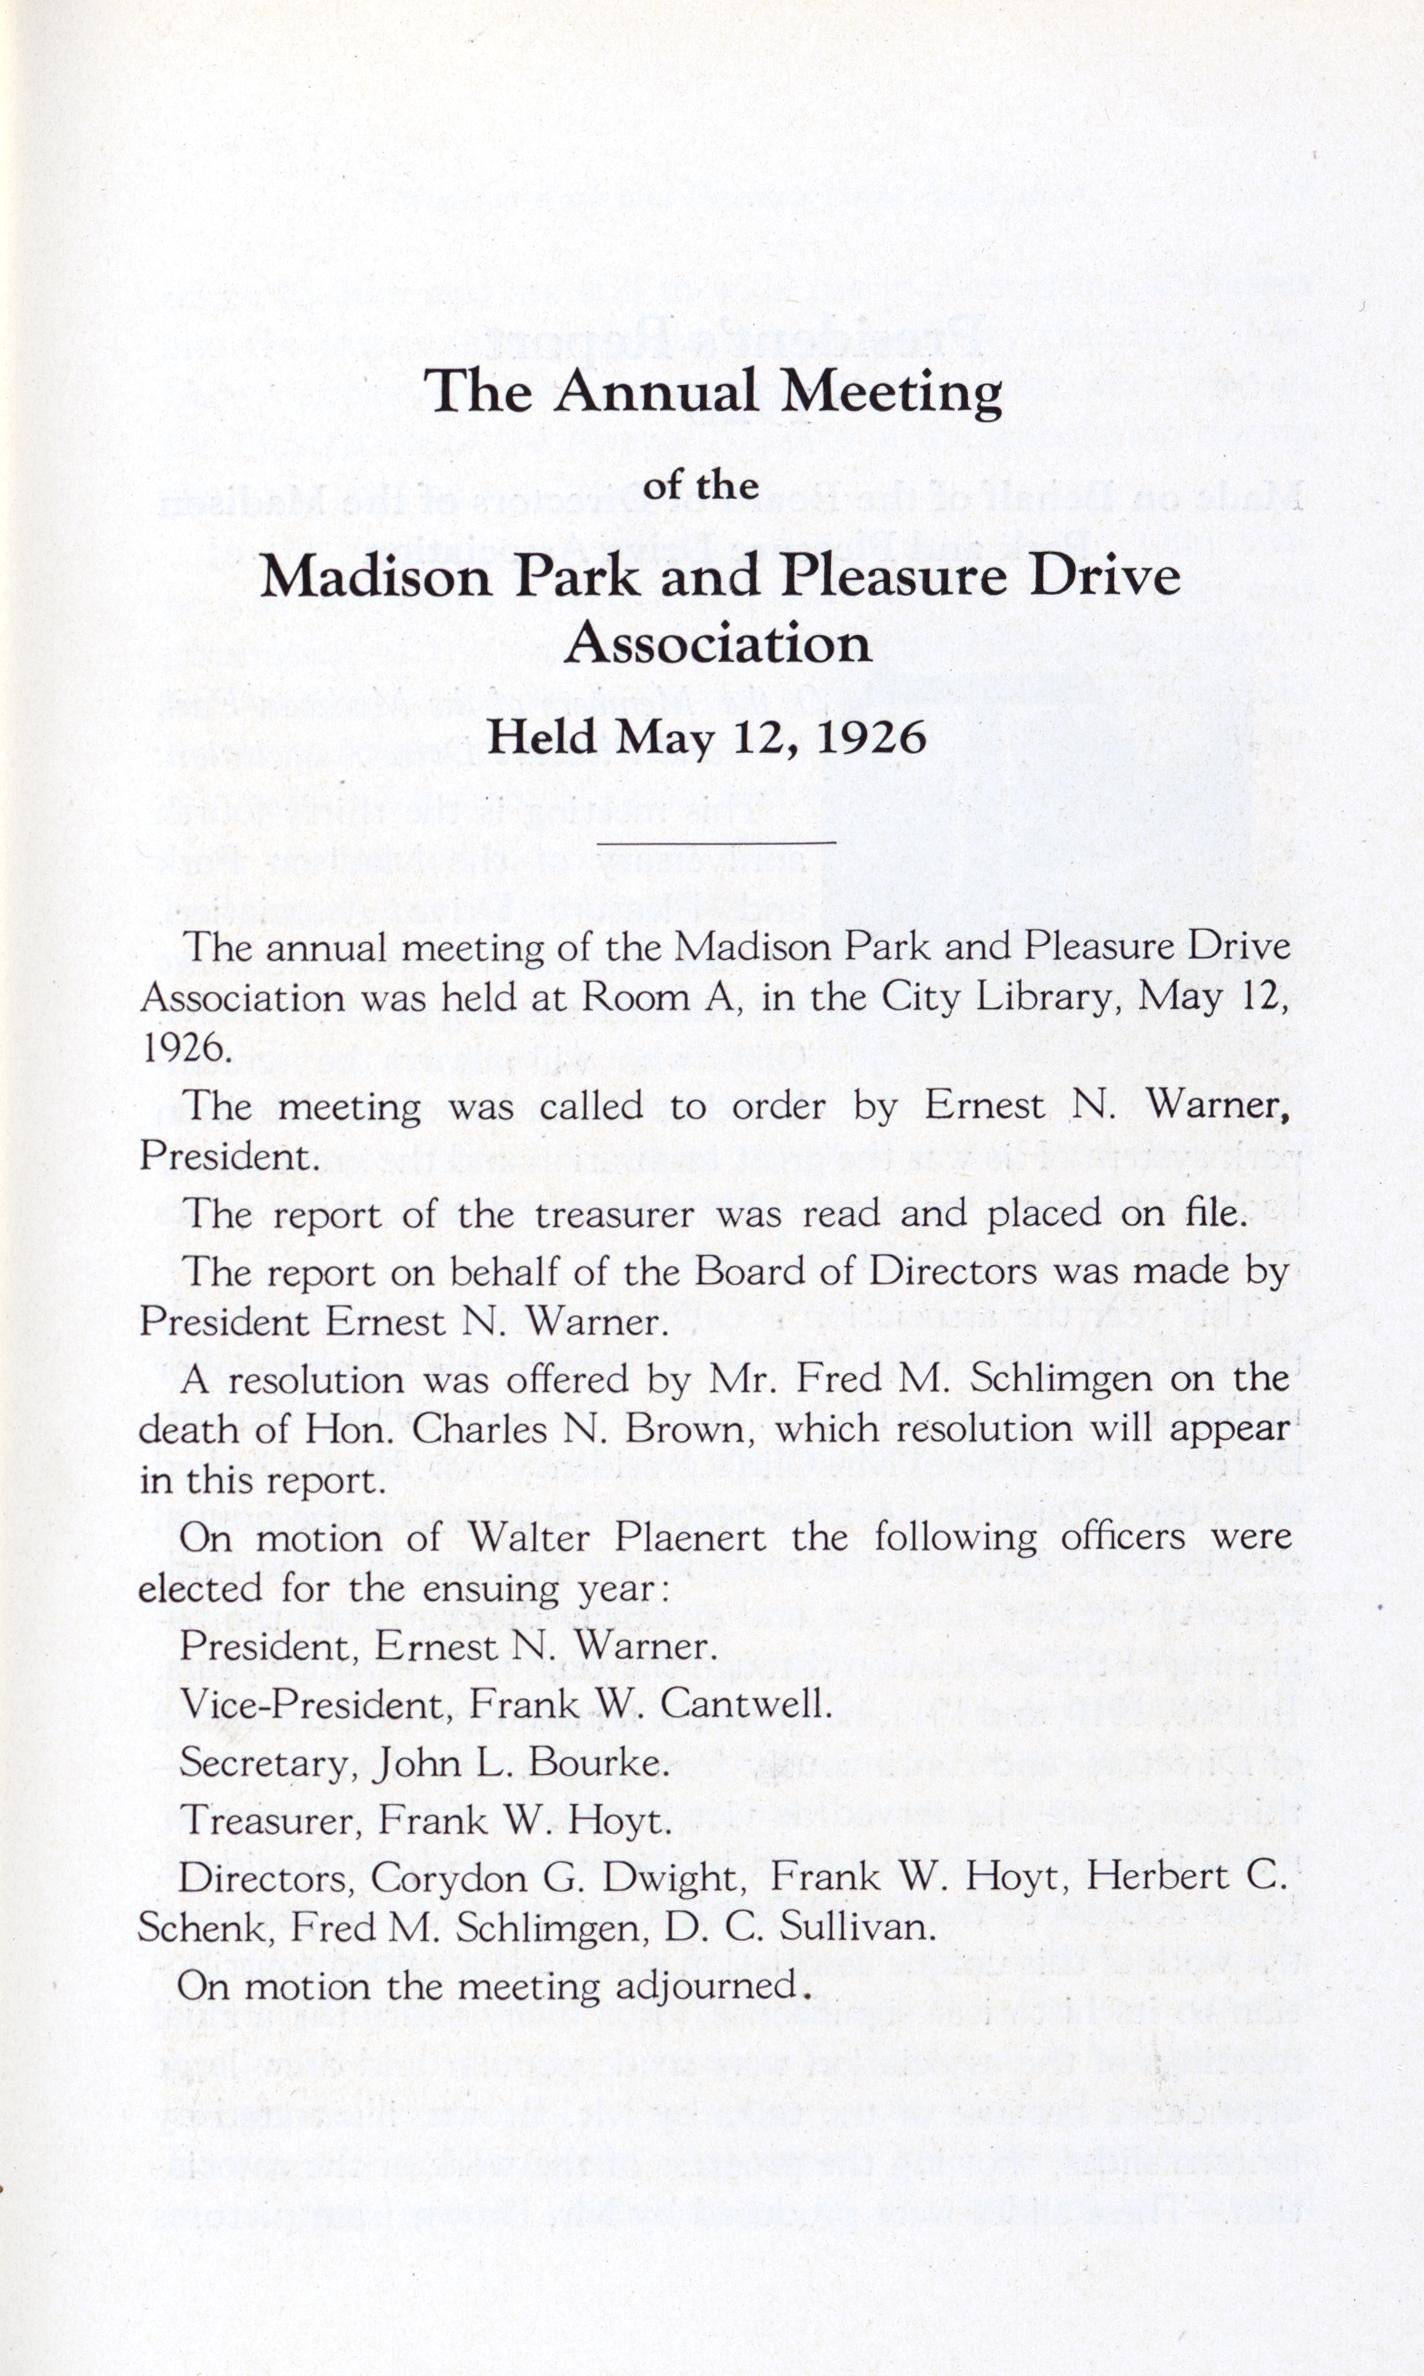 The Annual Meeting
of the
Madison Park and Pleasure Drive
Association
Held May 12, 1926
The annual meeting of the Madison Park and Pleasure Drive
Association was held at Room A, in the City Library, May 12,
1926.
The meeting was called to order by Ernest N. Warner,
President.
The report of the treasurer was read and placed on file.
The report on behalf of the Board of Directors was made by
President Ernest N. Warner.
A resolution was offered by Mr. Fred M. Schlimgen on the
death of Hon. Charles N. Brown, which resolution will appear
in this report.
On motion of Walter Plaenert the following officers were
elected for the ensuing year:
President, Ernest N. Warner.
Vice-President, Frank W. Cantwell.
Secretary, John L. Bourke.
Treasurer, Frank W. Hoyt.
Directors, Corydon G. Dwight, Frank W. Hoyt, Herbert C.
Schenk, Fred M. Schlimgen, D. C. Sullivan.
On motion the meeting adjourned.